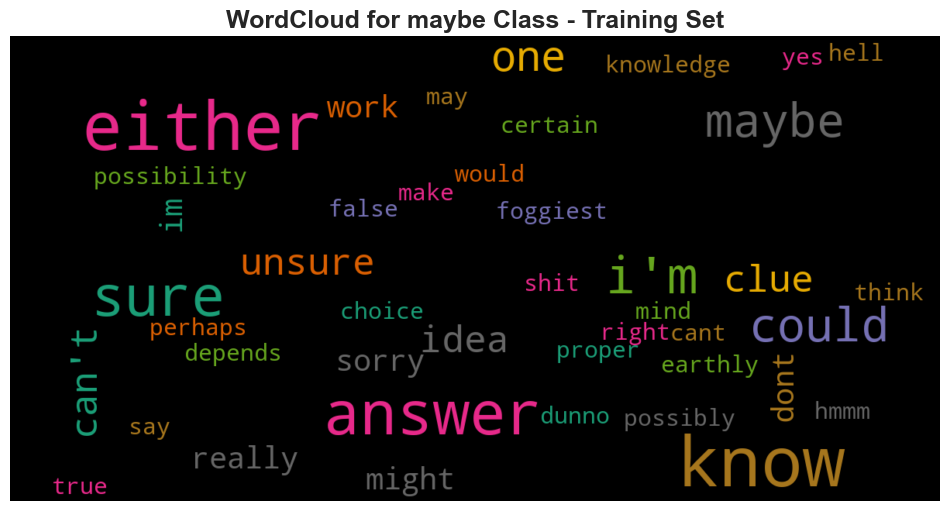 WordCloud for maybe Class - Training Set
one
knowledge
yes
hell
either
work
may
certain
maybe
possibility
would
make
im
false
foggiest
unsure
sure
shit
i'm
clue
think
choice
mind
perhaps
could
right
cant
can't
depends
sorry
idea
proper
earthly
dont
answer
dunno
possibly
hmmm
say
really
might
know
true